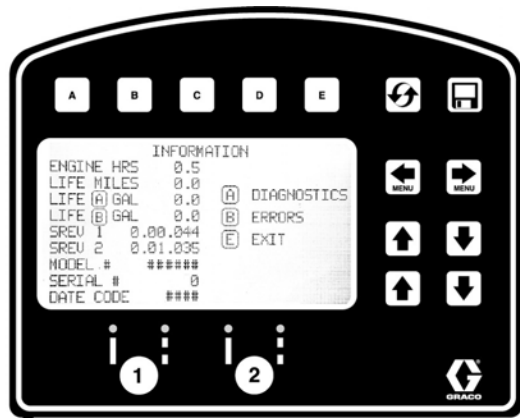 A B C D E
INFORMATION
ENGINE HRS 0.5
LIFE MILES 0.0
LIFE A GAL 0.0
LIFE B GAL 0.0
SREV 1 0.00.044
SREV 2 0.01.035
MODEL # ######
SERIAL # 0
DATE CODE ####
A DIAGNOSTICS
B ERRORS
E EXIT
MENU MENU
1 2
GRACO